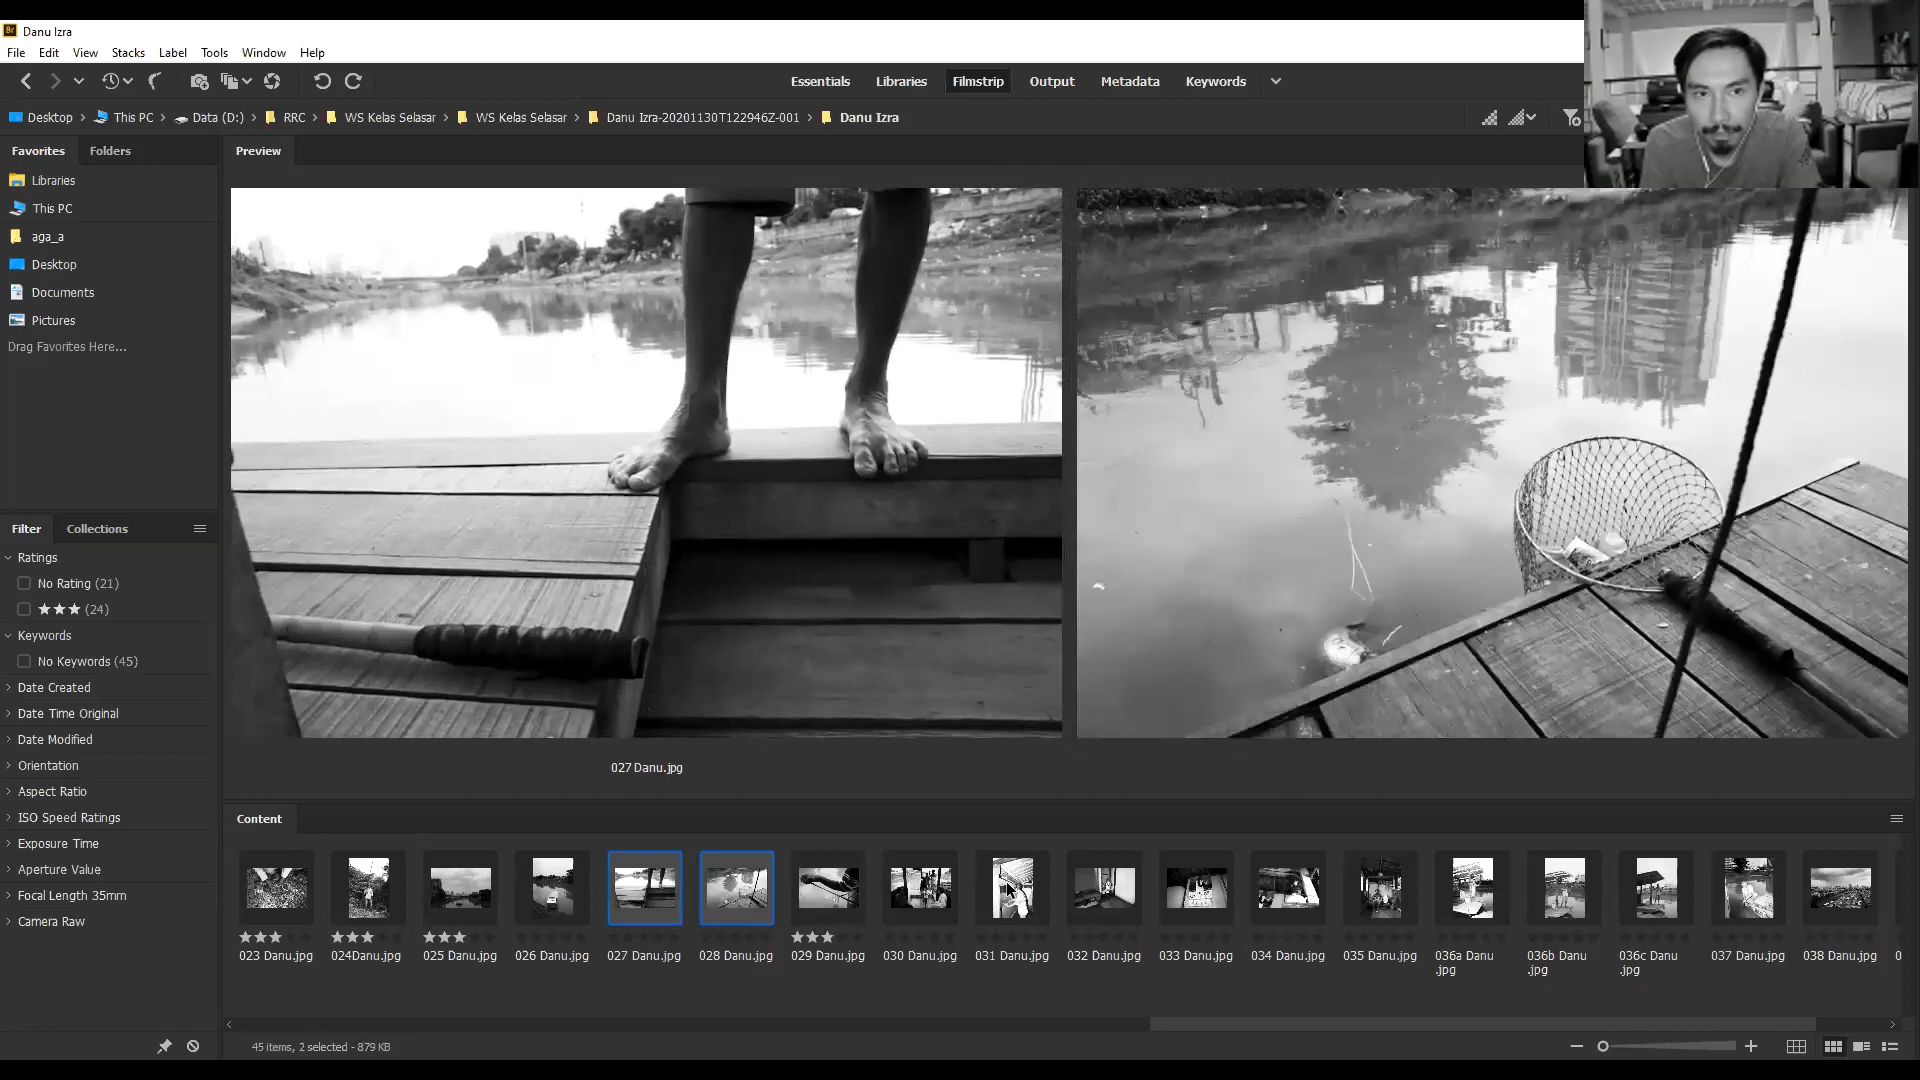 Br Danu Izra
File Edit View Stacks Label Tools Window Help
Essentials Libraries Filmstrip Output Metadata Keywords
Desktop This PC Data (D:) RRC WS Kelas Selasar WS Kelas Selasar Danu Izra-20201130T122946Z-001 Danu Izra
Favorites Folders
Preview
Libraries
This PC
aga_a
Desktop
Documents
Pictures
Drag Favorites Here...
Filter Collections
Ratings
No Rating (21)
★★★ (24)
Keywords
No Keywords (45)
Date Created
Date Time Original
Date Modified
Orientation
Aspect Ratio
ISO Speed Ratings
Exposure Time
Aperture Value
Focal Length 35mm
Camera Raw
027 Danu.jpg
Content
023 Danu.jpg 024Danu.jpg 025 Danu.jpg 026 Danu.jpg 027 Danu.jpg 028 Danu.jpg 029 Danu.jpg 030 Danu.jpg 031 Danu.jpg 032 Danu.jpg 033 Danu.jpg 034 Danu.jpg 035 Danu.jpg 036a Danu .jpg 036b Danu .jpg 036c Danu .jpg 037 Danu.jpg 038 Danu.jpg 0
45 items, 2 selected - 879 KB